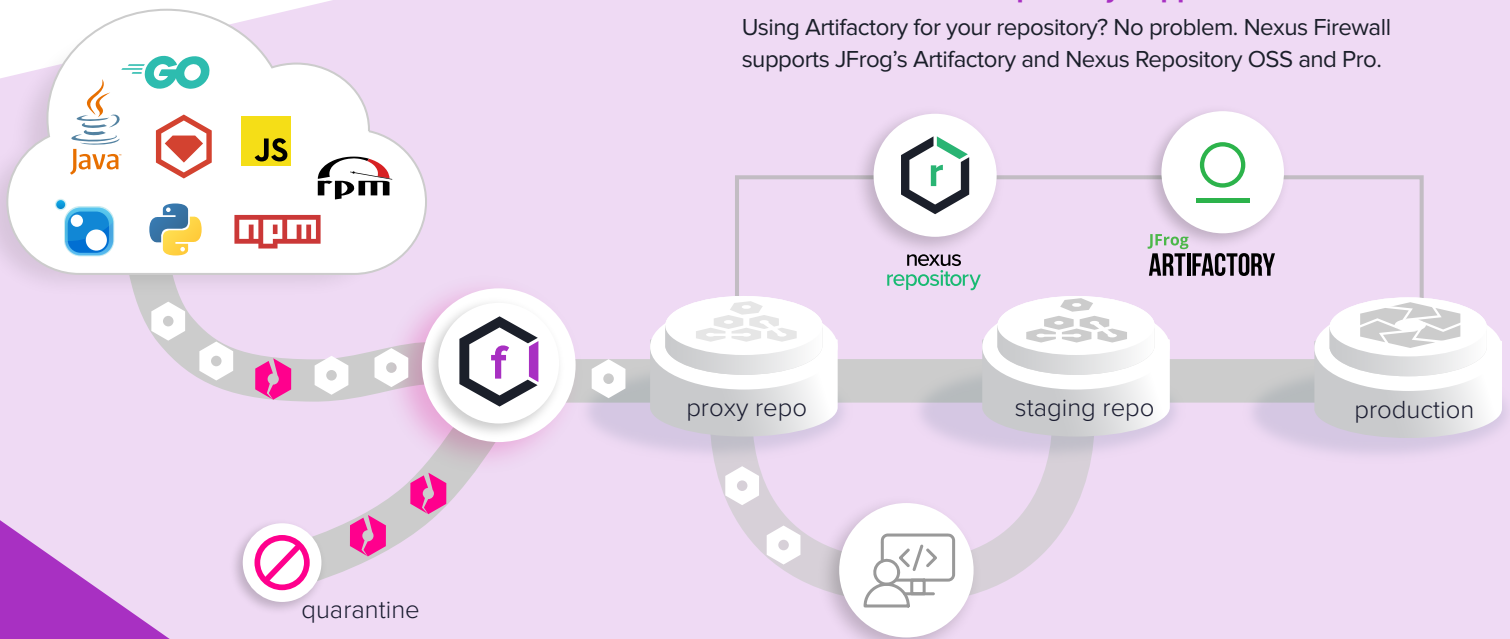 Using Artifactory for your repository? No problem. Nexus Firewall
supports JFrog’s Artifactory and Nexus Repository OSS and Pro.
GO
Java
JS
rpm
npm
r
nexus
repository
JFrog
ARTIFACTORY
f
proxy repo
staging repo
production
</>
quarantine